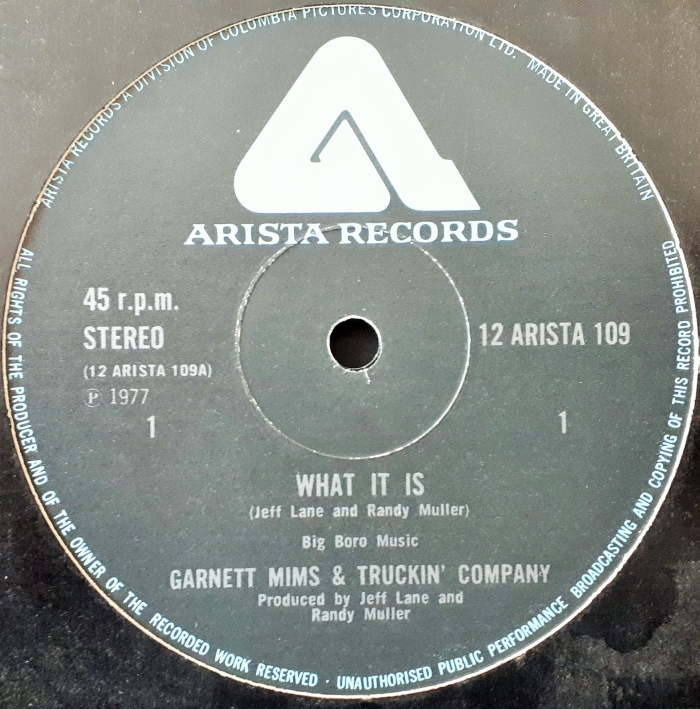 ARISTA RECORDS A DIVISION OF COLUMBIA PICTURES CORPORATION LTD. MADE IN GREAT BRITAIN
ARISTA RECORDS
45 r.p.m.
STEREO
12 ARISTA 109
(12 ARISTA 109A)
℗ 1977
1
1
WHAT IT IS
(Jeff Lane and Randy Muller)
Big Boro Music
GARNETT MIMS & TRUCKIN' COMPANY
Produced by Jeff Lane and
Randy Muller
ALL RIGHTS OF THE PRODUCER AND OF THE OWNER OF THE RECORDED WORK RESERVED · UNAUTHORISED PUBLIC PERFORMANCE BROADCASTING AND COPYING OF THIS RECORD PROHIBITED